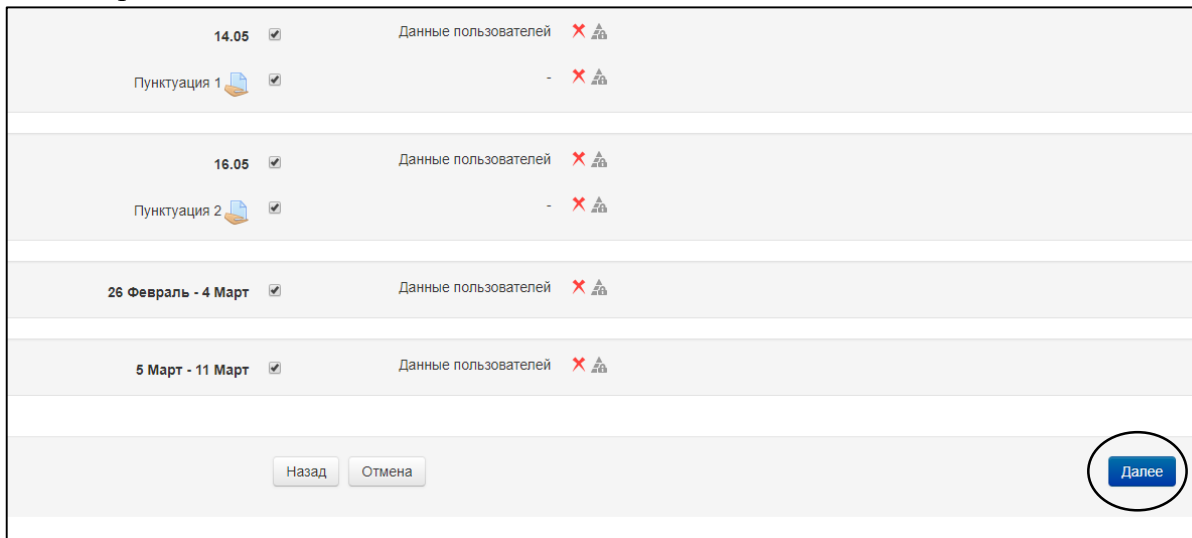 14.05 Данные пользователей
Пунктуация 1 -
16.05 Данные пользователей
Пунктуация 2 -
26 Февраль - 4 Март Данные пользователей
5 Март - 11 Март Данные пользователей
Назад Отмена Далее